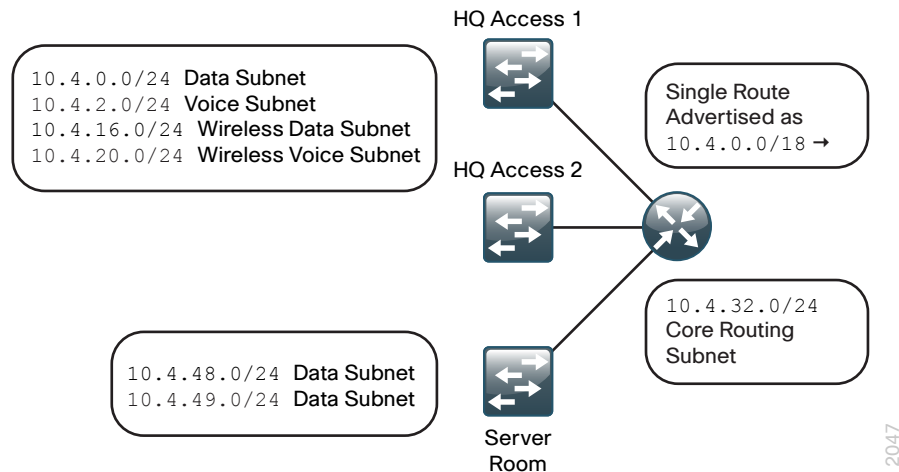 HQ Access 1
10.4.0.0/24 Data Subnet
10.4.2.0/24 Voice Subnet
10.4.16.0/24 Wireless Data Subnet
10.4.20.0/24 Wireless Voice Subnet
Single Route
Advertised as
10.4.0.0/18 →
HQ Access 2
10.4.32.0/24
Core Routing
Subnet
10.4.48.0/24 Data Subnet
10.4.49.0/24 Data Subnet
Server
Room
2047